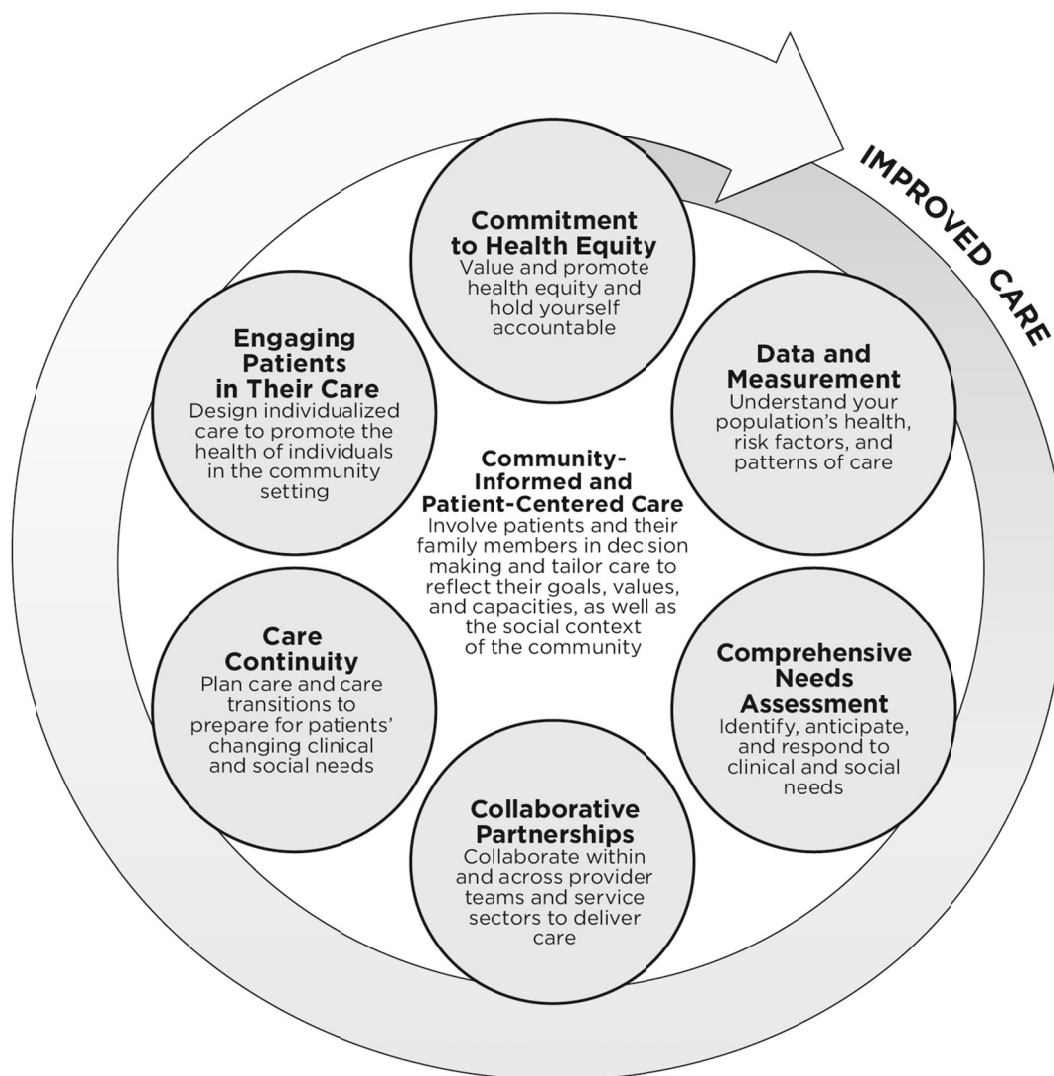 IMPROVED CARE
Commitment
to Health Equity
Value and promote
health equity and
hold yourself
accountable
Data and
Measurement
Understand your
population’s health,
risk factors, and
patterns of care
Comprehensive
Needs
Assessment
Identify, anticipate,
and respond to
clinical and social
needs
Collaborative
Partnerships
Collaborate within
and across provider
teams and service
sectors to deliver
care
Care
Continuity
Plan care and care
transitions to
prepare for patients’
changing clinical
and social needs
Engaging
Patients
in Their Care
Design individualized
care to promote the
health of individuals
in the community
setting
Community-
Informed and
Patient-Centered Care
Involve patients and their
family members in decision
making and tailor care to
reflect their goals, values,
and capacities, as well as
the social context
of the community